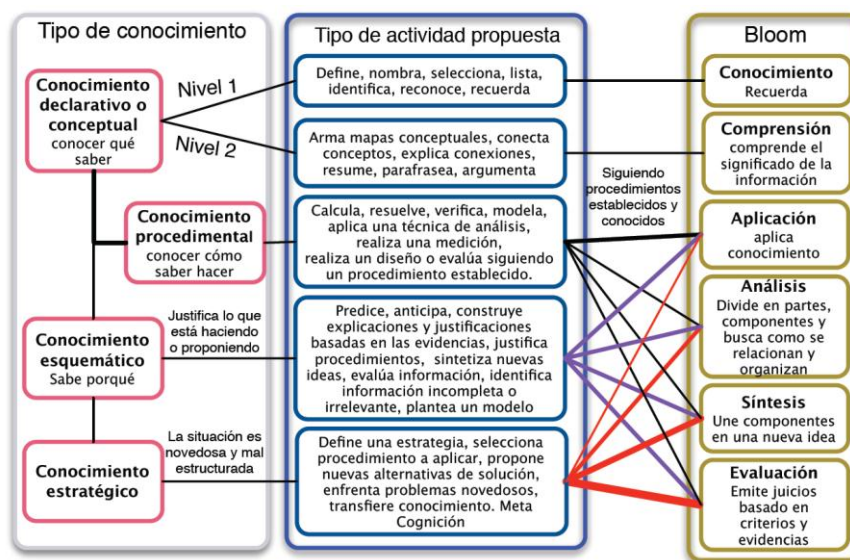 Tipo de conocimiento
Conocimiento
declarativo o
conceptual
conocer qué
saber
Nivel 1
Nivel 2
Conocimiento
procedimental
conocer cómo
saber hacer
Justifica lo que
está haciendo
o proponiendo
Conocimiento
esquemático
Sabe porqué
La situación es
novedosa y mal
estructurada
Conocimiento
estratégico
Tipo de actividad propuesta
Define, nombra, selecciona, lista,
identifica, reconoce, recuerda
Arma mapas conceptuales, conecta
conceptos, explica conexiones,
resume, parafrasea, argumenta
Calcula, resuelve, verifica, modela,
aplica una técnica de análisis,
realiza una medición,
realiza un diseño o evalúa siguiendo
un procedimiento establecido.
Predice, anticipa, construye
explicaciones y justificaciones
basadas en las evidencias, justifica
procedimientos, sintetiza nuevas
ideas, evalúa información, identifica
información incompleta o
irrelevante, plantea un modelo
Define una estrategia, selecciona
procedimiento a aplicar, propone
nuevas alternativas de solución,
enfrenta problemas novedosos,
transfiere conocimiento. Meta
Cognición
Siguiendo
procedimientos
establecidos y
conocidos
Bloom
Conocimiento
Recuerda
Comprensión
comprende el
significado de la
información
Aplicación
aplica
conocimiento
Análisis
Divide en partes,
componentes y
busca como se
relacionan y
organizan
Síntesis
Une componentes
en una nueva idea
Evaluación
Emite juicios
basado en
criterios y
evidencias